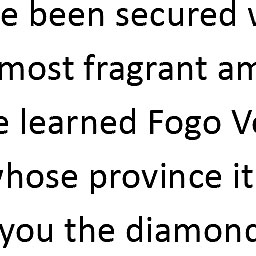 e been secured
most fragrant am
learned Fogo Ve
whose province it
you the diamond